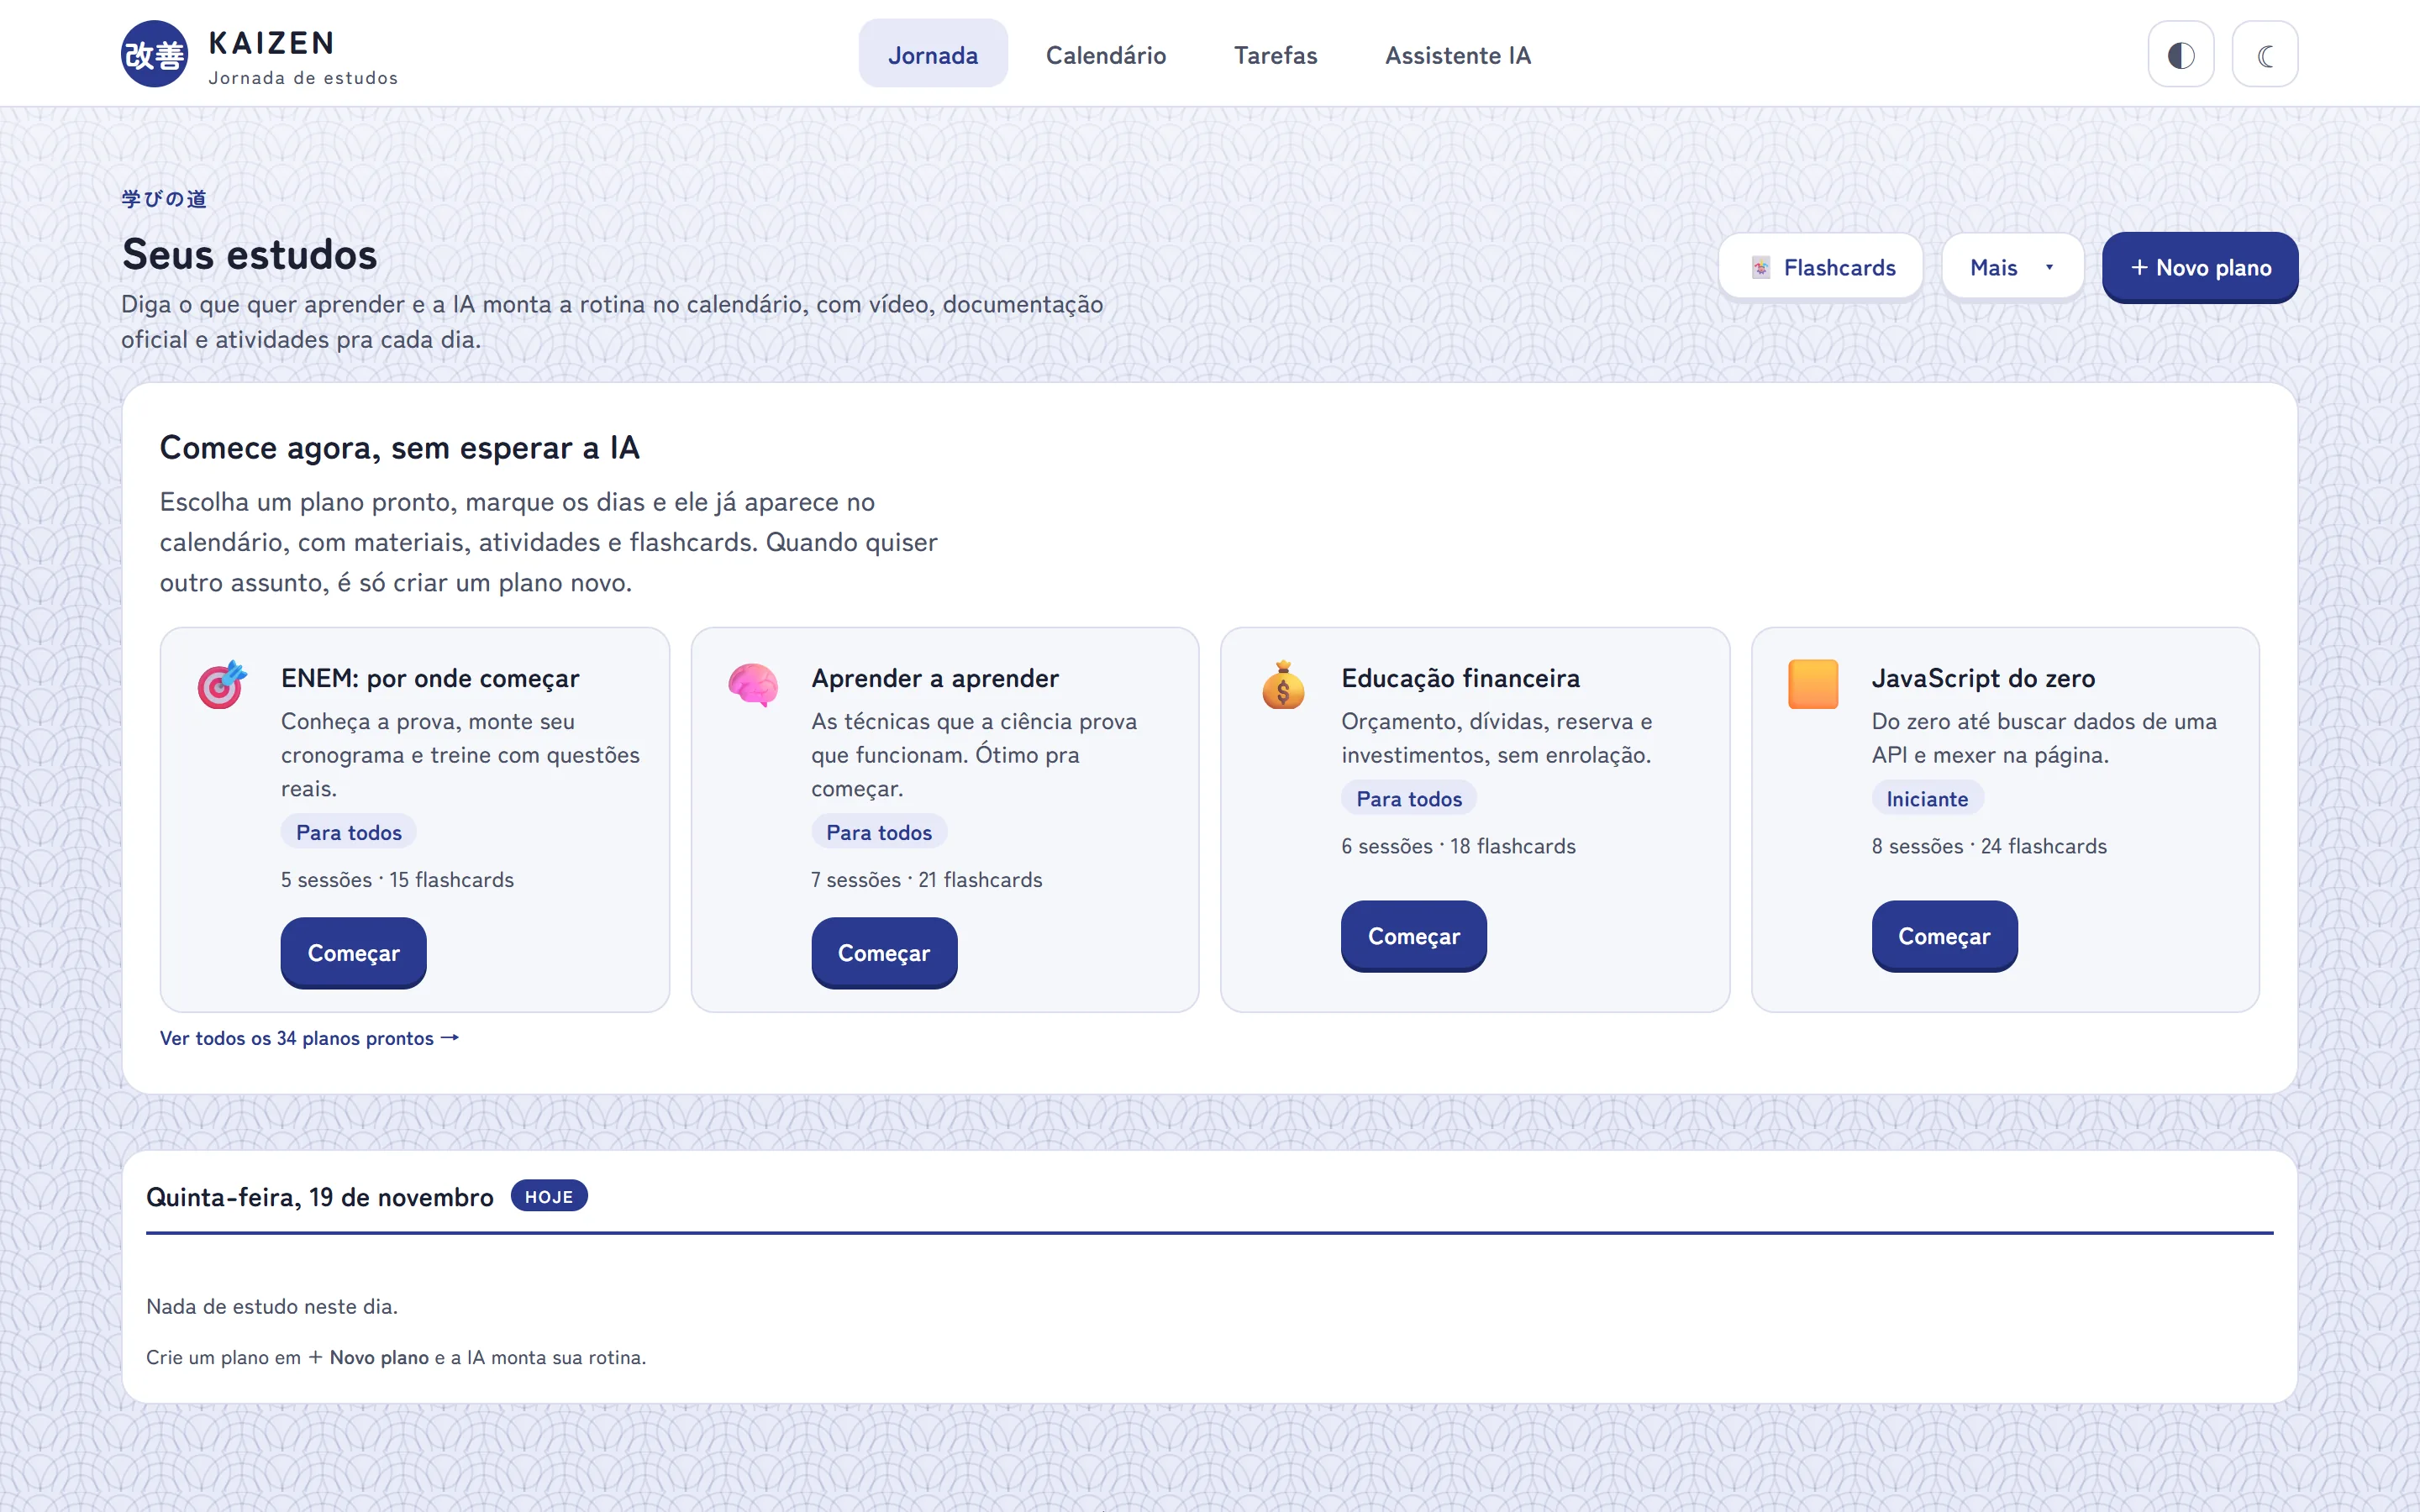 改善
KAIZEN
Jornada de estudos
Jornada
Calendário
Tarefas
Assistente IA
学びの道
Seus estudos
Diga o que quer aprender e a IA monta a rotina no calendário, com vídeo, documentação
oficial e atividades pra cada dia.
Flashcards
Mais
+ Novo plano
Comece agora, sem esperar a IA
Escolha um plano pronto, marque os dias e ele já aparece no
calendário, com materiais, atividades e flashcards. Quando quiser
outro assunto, é só criar um plano novo.
ENEM: por onde começar
Conheça a prova, monte seu
cronograma e treine com questões
reais.
Para todos
5 sessões · 15 flashcards
Começar
Aprender a aprender
As técnicas que a ciência prova
que funcionam. Ótimo pra
começar.
Para todos
7 sessões · 21 flashcards
Começar
Educação financeira
Orçamento, dívidas, reserva e
investimentos, sem enrolação.
Para todos
6 sessões · 18 flashcards
Começar
JavaScript do zero
Do zero até buscar dados de uma
API e mexer na página.
Iniciante
8 sessões · 24 flashcards
Começar
Ver todos os 34 planos prontos →
Quinta-feira, 19 de novembro HOJE
Nada de estudo neste dia.
Crie um plano em + Novo plano e a IA monta sua rotina.